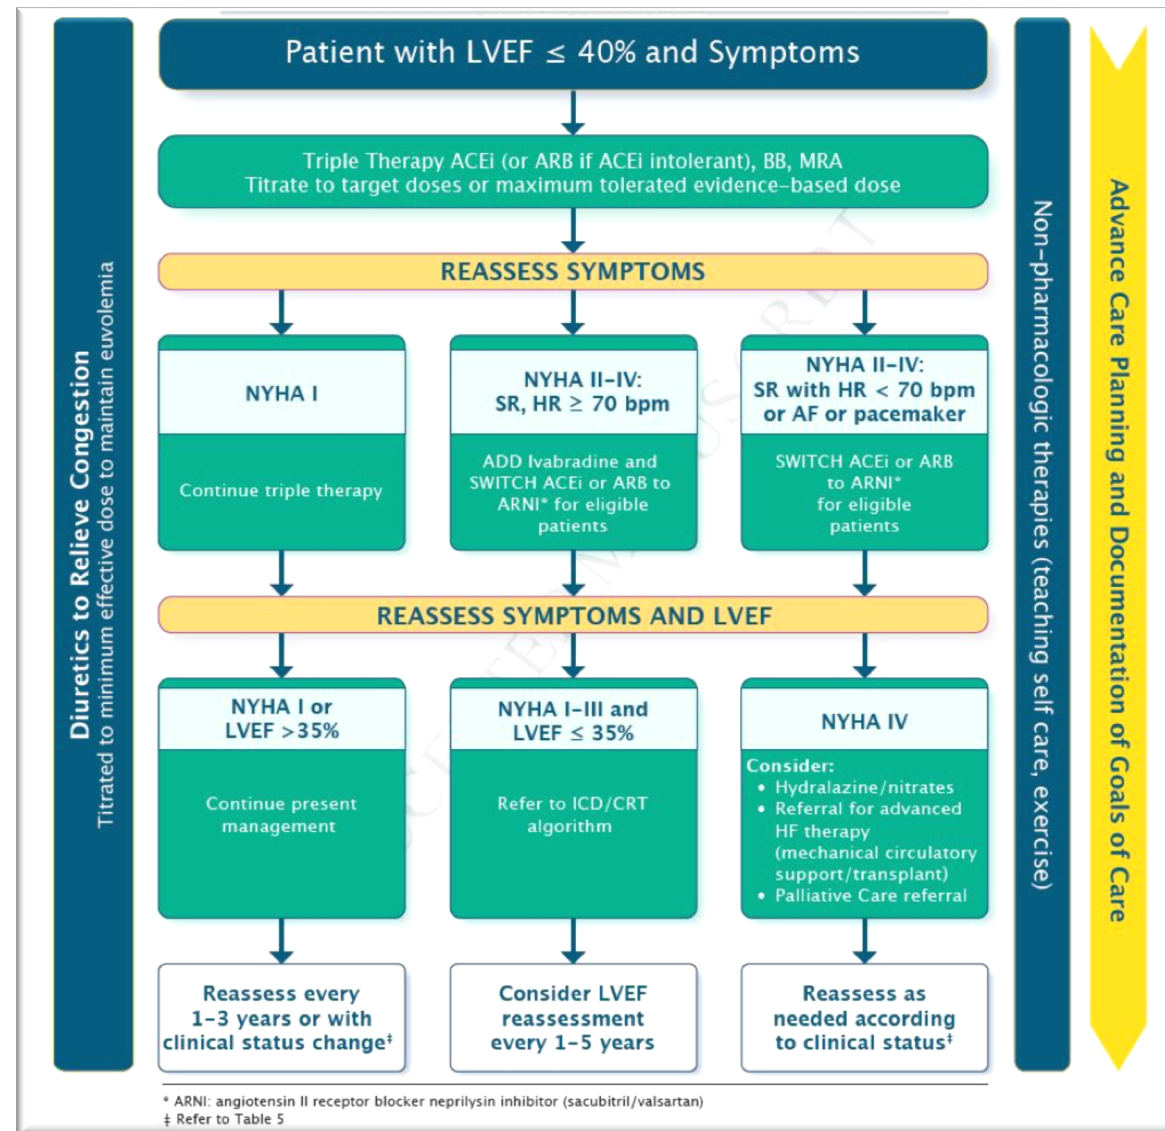 Patient with LVEF ≤ 40% and Symptoms
Triple Therapy ACEi (or ARB if ACEi intolerant), BB, MRA
Titrate to target doses or maximum tolerated evidence-based dose
REASSESS SYMPTOMS
NYHA I
Continue triple therapy
NYHA II-IV:
SR, HR ≥ 70 bpm
ADD Ivabradine and
SWITCH ACEi or ARB to
ARNI* for eligible
patients
NYHA II-IV:
SR with HR < 70 bpm
or AF or pacemaker
SWITCH ACEi or ARB
to ARNI*
for eligible
patients
REASSESS SYMPTOMS AND LVEF
NYHA I or
LVEF >35%
Continue present
management
NYHA I-III and
LVEF ≤ 35%
Refer to ICD/CRT
algorithm
NYHA IV
Consider:
• Hydralazine/nitrates
• Referral for advanced
HF therapy
(mechanical circulatory
support/transplant)
• Palliative Care referral
Reassess every
1-3 years or with
clinical status change‡
Consider LVEF
reassessment
every 1-5 years
Reassess as
needed according
to clinical status‡
Diuretics to Relieve Congestion
Titrated to minimum effective dose to maintain euvolemia
Non-pharmacologic therapies (teaching self care, exercise)
Advance Care Planning and Documentation of Goals of Care
* ARNI: angiotensin II receptor blocker neprilysin inhibitor (sacubitril/valsartan)
‡ Refer to Table 5